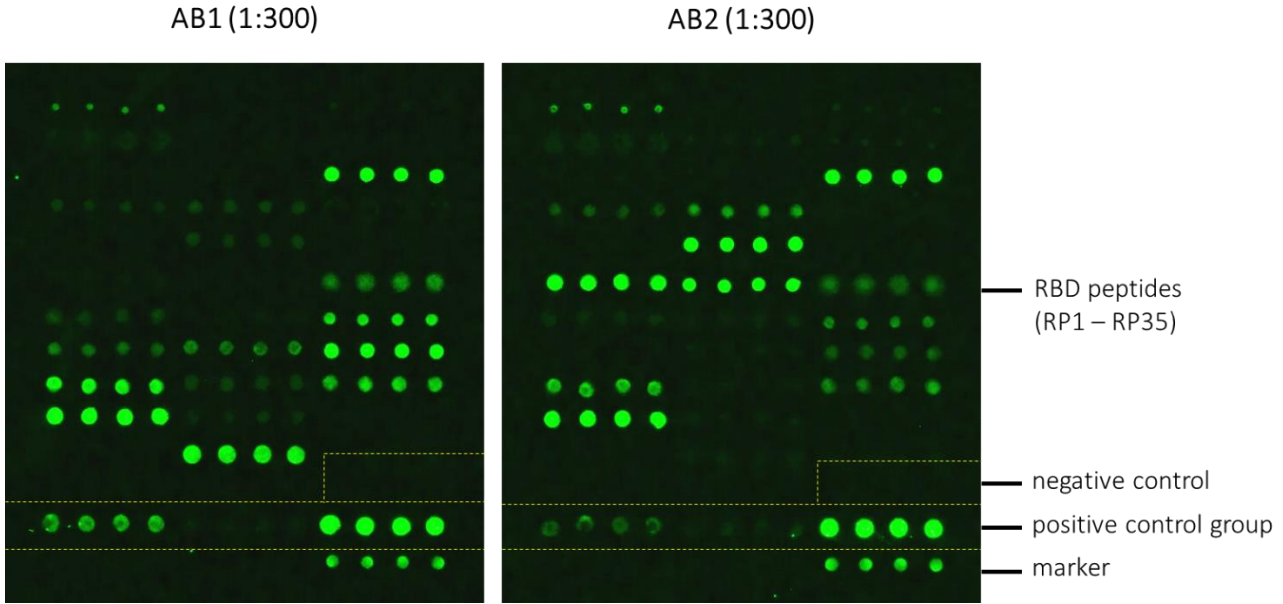 AB1 (1:300)
AB2 (1:300)
RBD peptides
(RP1 – RP35)
negative control
positive control group
marker